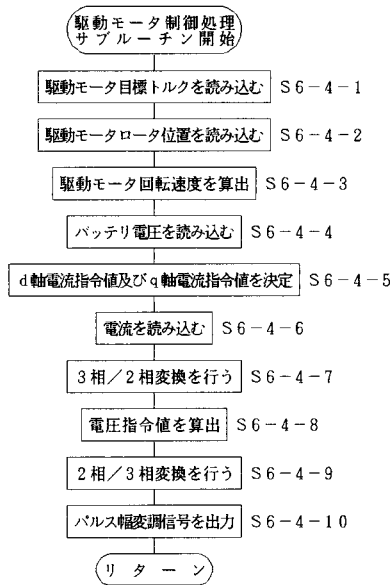 駆動モータ制御処理
サブルーチン開始
駆動モータ目標トルクを読み込む S6-4-1
駆動モータロータ位置を読み込む S6-4-2
駆動モータ回転速度を算出 S6-4-3
バッテリ電圧を読み込む S6-4-4
d軸電流指令値及びq軸電流指令値を決定 S6-4-5
電流を読み込む S6-4-6
3相/2相変換を行う S6-4-7
電圧指令値を算出 S6-4-8
2相/3相変換を行う S6-4-9
パルス幅変調信号を出力 S6-4-10
リターン